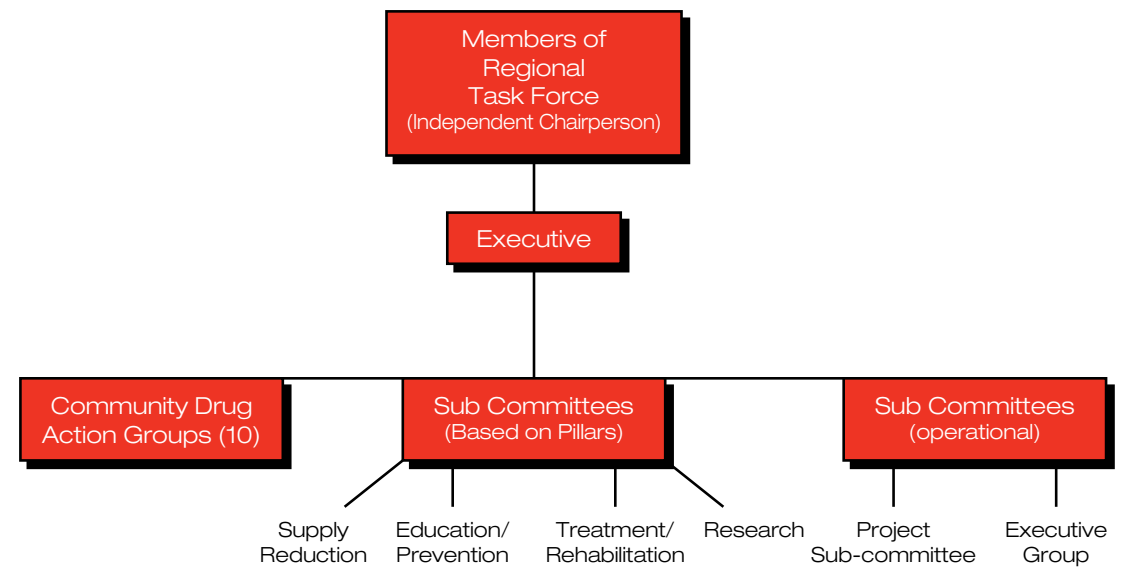 Members of
Regional
Task Force
(Independent Chairperson)
Executive
Community Drug
Action Groups (10)
Sub Committees
(Based on Pillars)
Sub Committees
(operational)
Supply
Reduction
Education/
Prevention
Treatment/
Rehabilitation
Research
Project
Sub-committee
Executive
Group